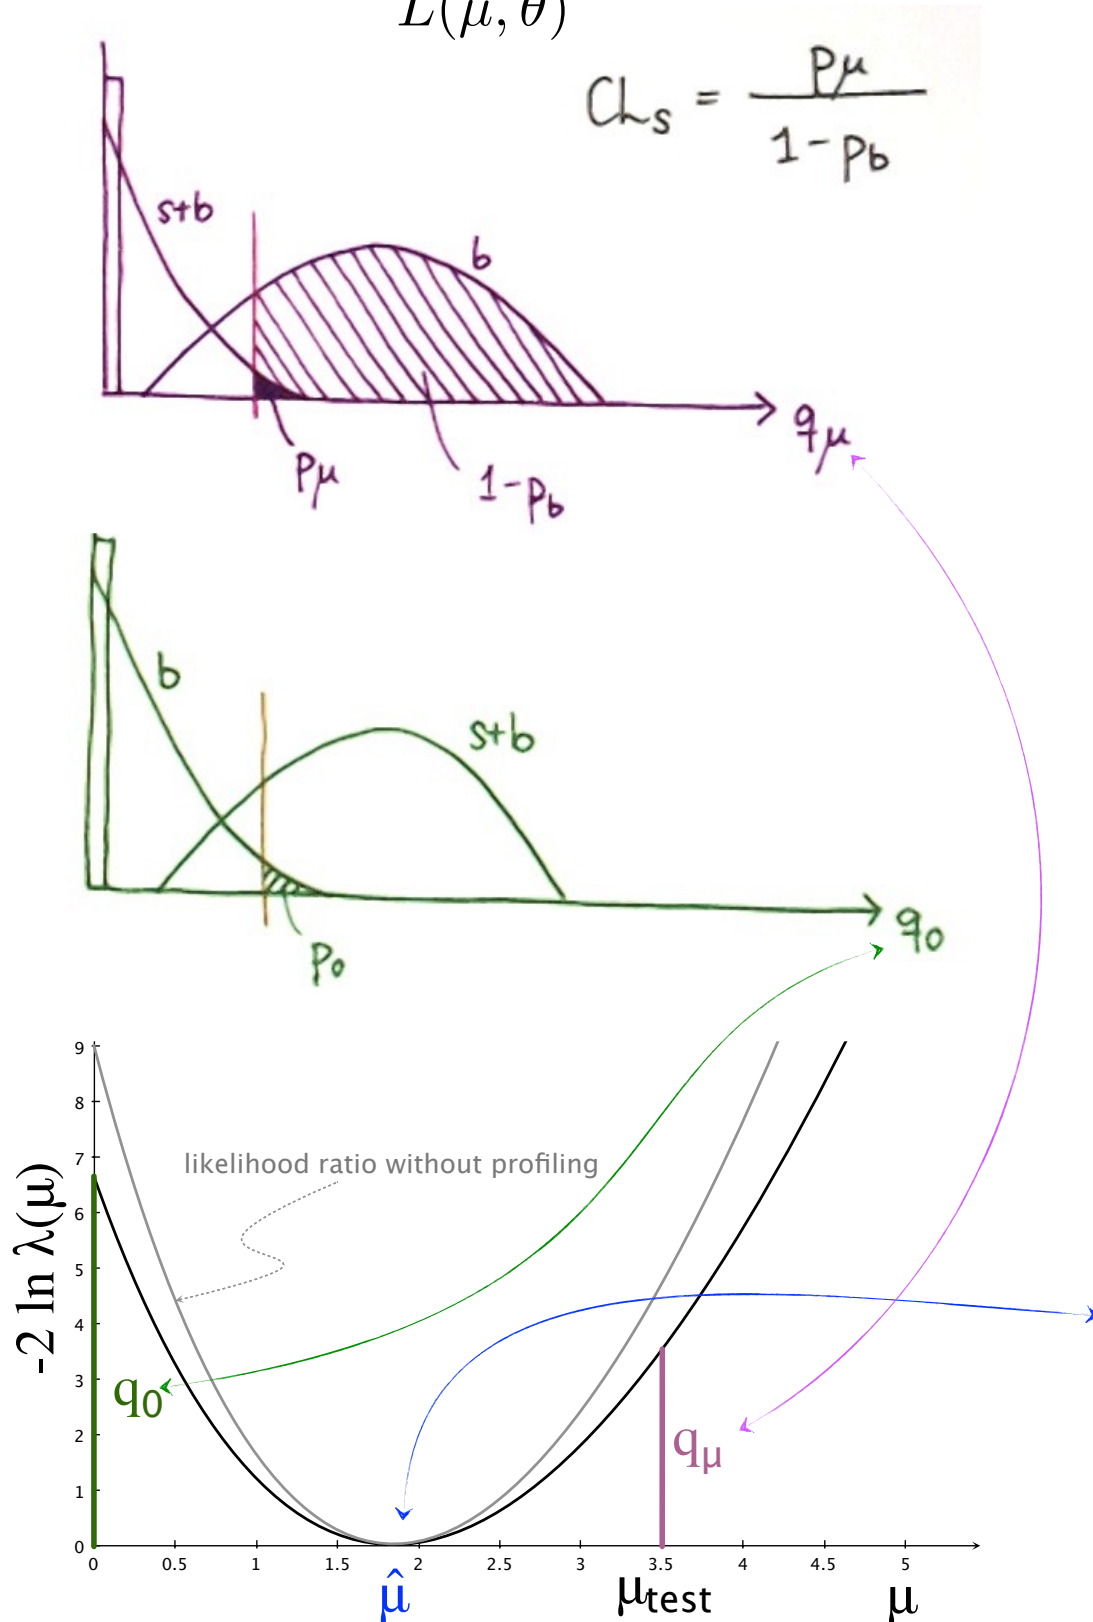 L(μ, θ)
CLs = pμ / 1-pb
s+b
b
qμ
pμ
1-pb
b
s+b
q0
p0
9
8
7
6
5
4
3
2
1
0
-2 ln λ(μ)
likelihood ratio without profiling
q0
qμ
0 0.5 1 1.5 2 2.5 3 3.5 4 4.5 5
μ̂ μtest μ